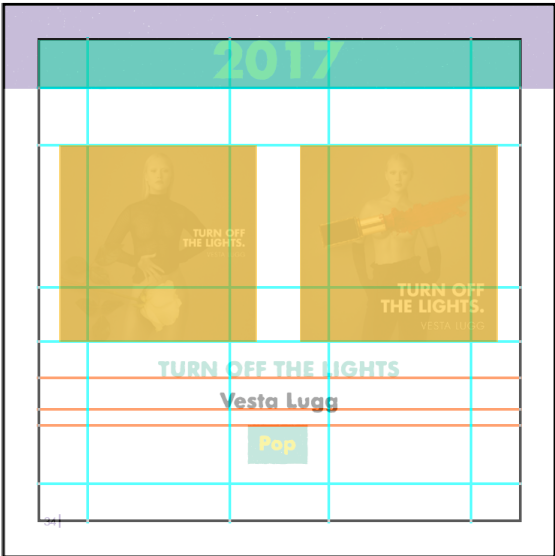 2017
TURN OFF
THE LIGHTS.
TURN OFF
THE LIGHTS.
VESTA LUGG
TURN OFF THE LIGHTS
Vesta Lugg
Pop
34